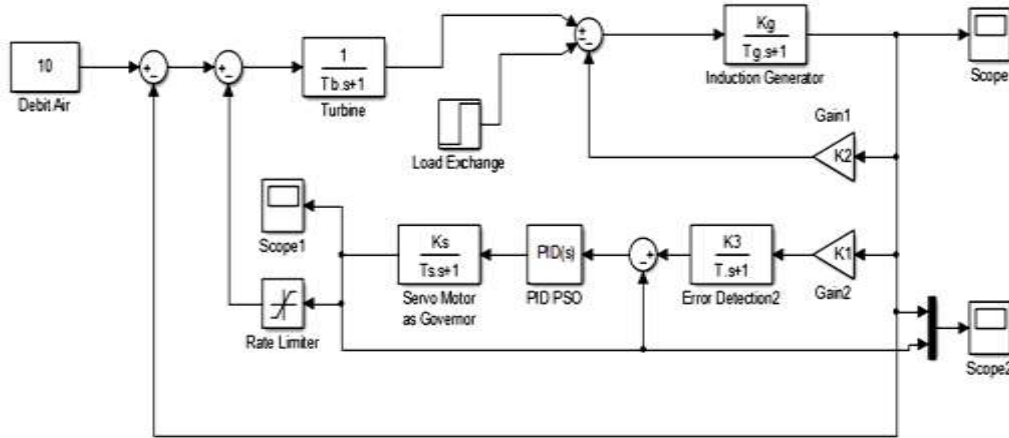 10
Debit Air
1
Tb.s+1
Turbine
Load Exchange
Kg
Tg.s+1
Induction Generator
Scope
Gain1
K2
Scope1
Ks
Ts.s+1
Servo Motor
as Governor
PID(s)
PID PSO
K3
T.s+1
Error Detection2
K1
Gain2
Rate Limiter
Scope2